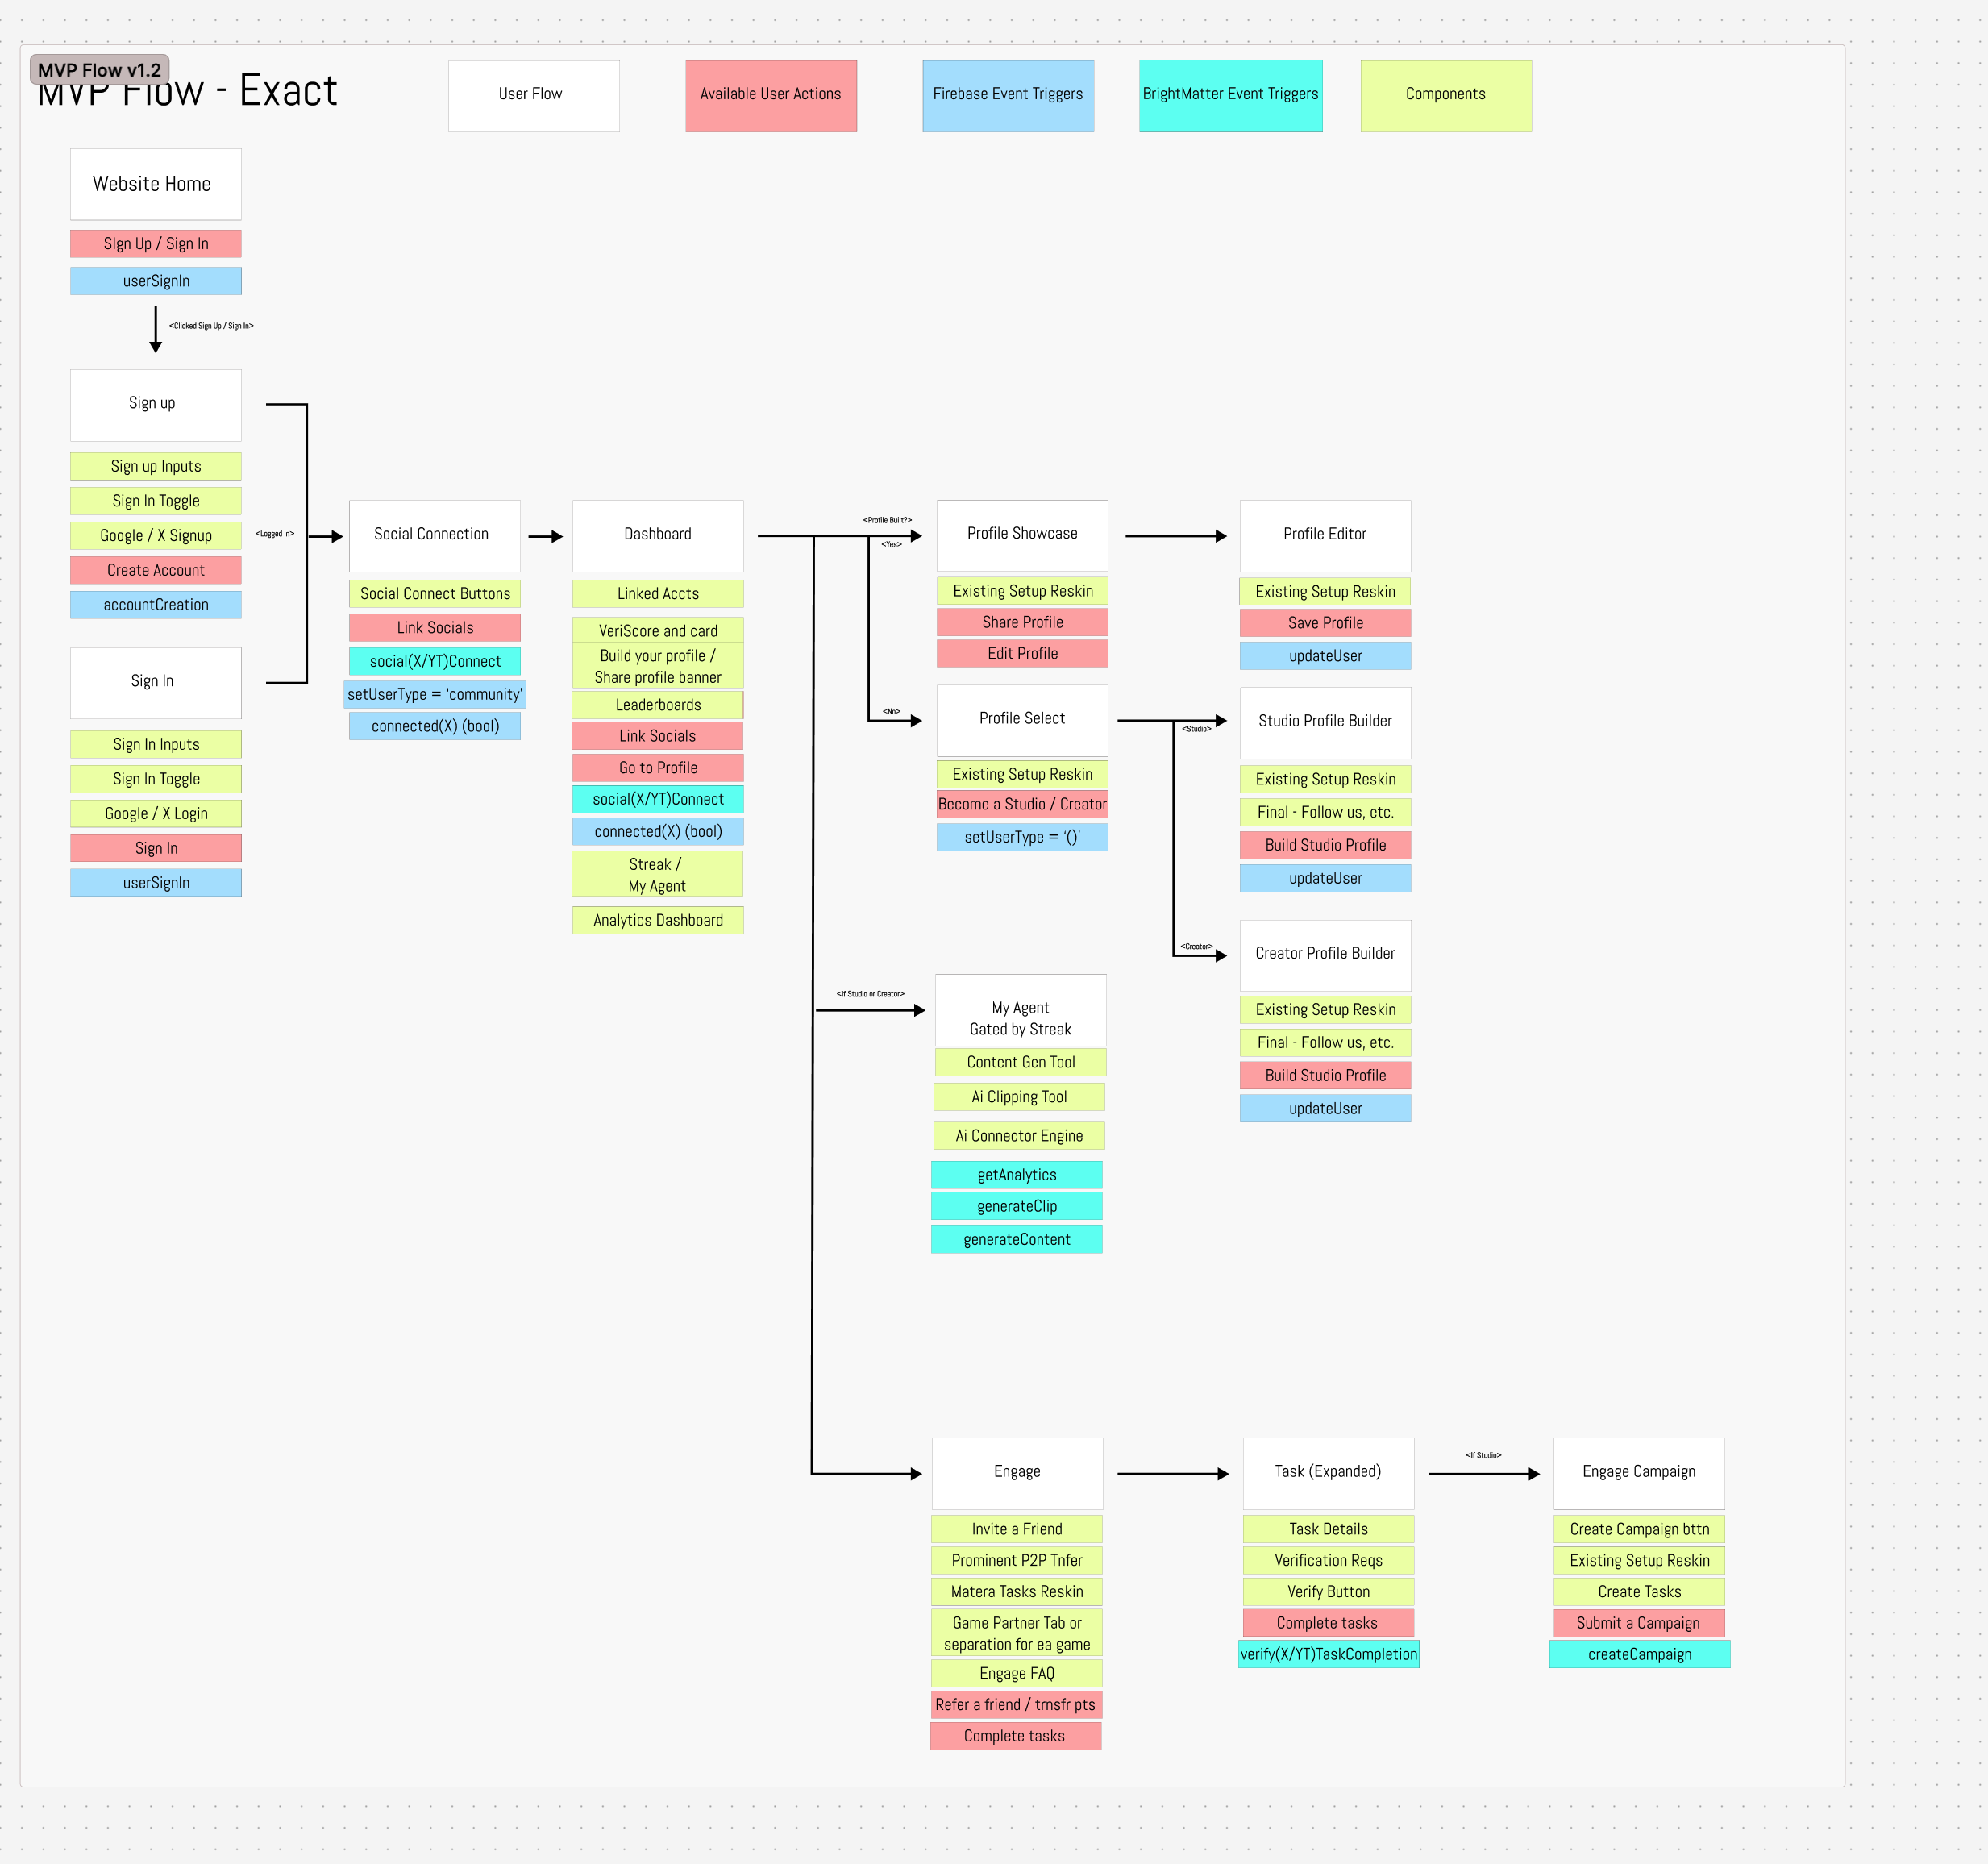 MVP Flow v1.2
MVP Flow - Exact
User Flow
Available User Actions
Firebase Event Triggers
BrightMatter Event Triggers
Components
Website Home
SIgn Up / Sign In
userSignIn
<Clicked Sign Up / Sign In>
Sign up
Sign up Inputs
Sign In Toggle
Google / X Signup
Create Account
accountCreation
Sign In
Sign In Inputs
Sign In Toggle
Google / X Login
Sign In
userSignIn
<Logged In>
Social Connection
Social Connect Buttons
Link Socials
social(X/YT)Connect
setUserType = ‘community’
connected(X) (bool)
Dashboard
Linked Accts
VeriScore and card
Build your profile /
Share profile banner
Leaderboards
Link Socials
Go to Profile
social(X/YT)Connect
connected(X) (bool)
Streak /
My Agent
Analytics Dashboard
<Profile Built?>
<Yes>
Profile Showcase
Existing Setup Reskin
Share Profile
Edit Profile
Profile Editor
Existing Setup Reskin
Save Profile
updateUser
<No>
Profile Select
Existing Setup Reskin
Become a Studio / Creator
setUserType = ‘()’
<Studio>
Studio Profile Builder
Existing Setup Reskin
Final - Follow us, etc.
Build Studio Profile
updateUser
<Creator>
Creator Profile Builder
Existing Setup Reskin
Final - Follow us, etc.
Build Studio Profile
updateUser
<If Studio or Creator>
My Agent
Gated by Streak
Content Gen Tool
Ai Clipping Tool
Ai Connector Engine
getAnalytics
generateClip
generateContent
Engage
Invite a Friend
Prominent P2P Tnfer
Matera Tasks Reskin
Game Partner Tab or
separation for ea game
Engage FAQ
Refer a friend / trnsfr pts
Complete tasks
Task (Expanded)
Task Details
Verification Reqs
Verify Button
Complete tasks
verify(X/YT)TaskCompletion
<If Studio>
Engage Campaign
Create Campaign bttn
Existing Setup Reskin
Create Tasks
Submit a Campaign
createCampaign